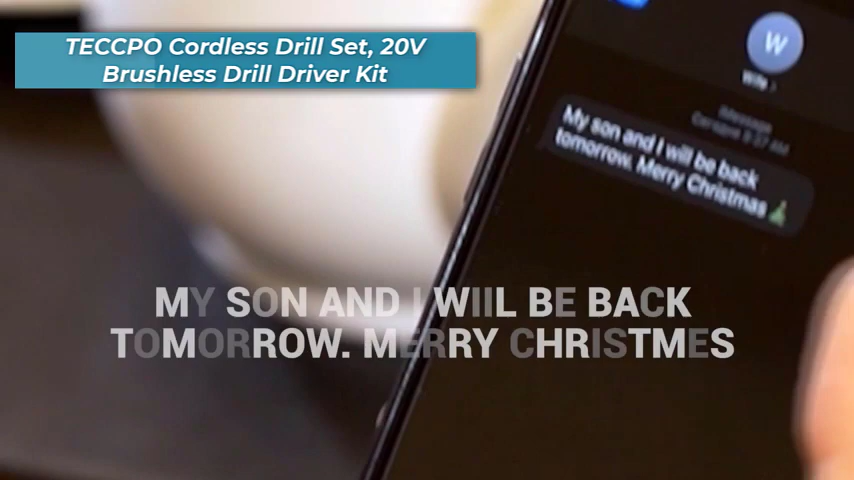 TECCPO Cordless Drill Set, 20V
Brushless Drill Driver Kit
W
Wife
My son and I will be back
tomorrow. Merry Christmas
MY SON AND I WIIL BE BACK
TOMORROW. MERRY CHRISTMES